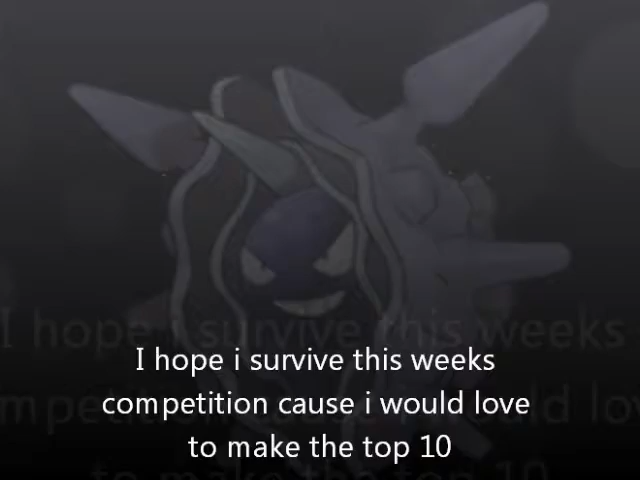 I hope i survive this weeks
competition cause i would love
to make the top 10